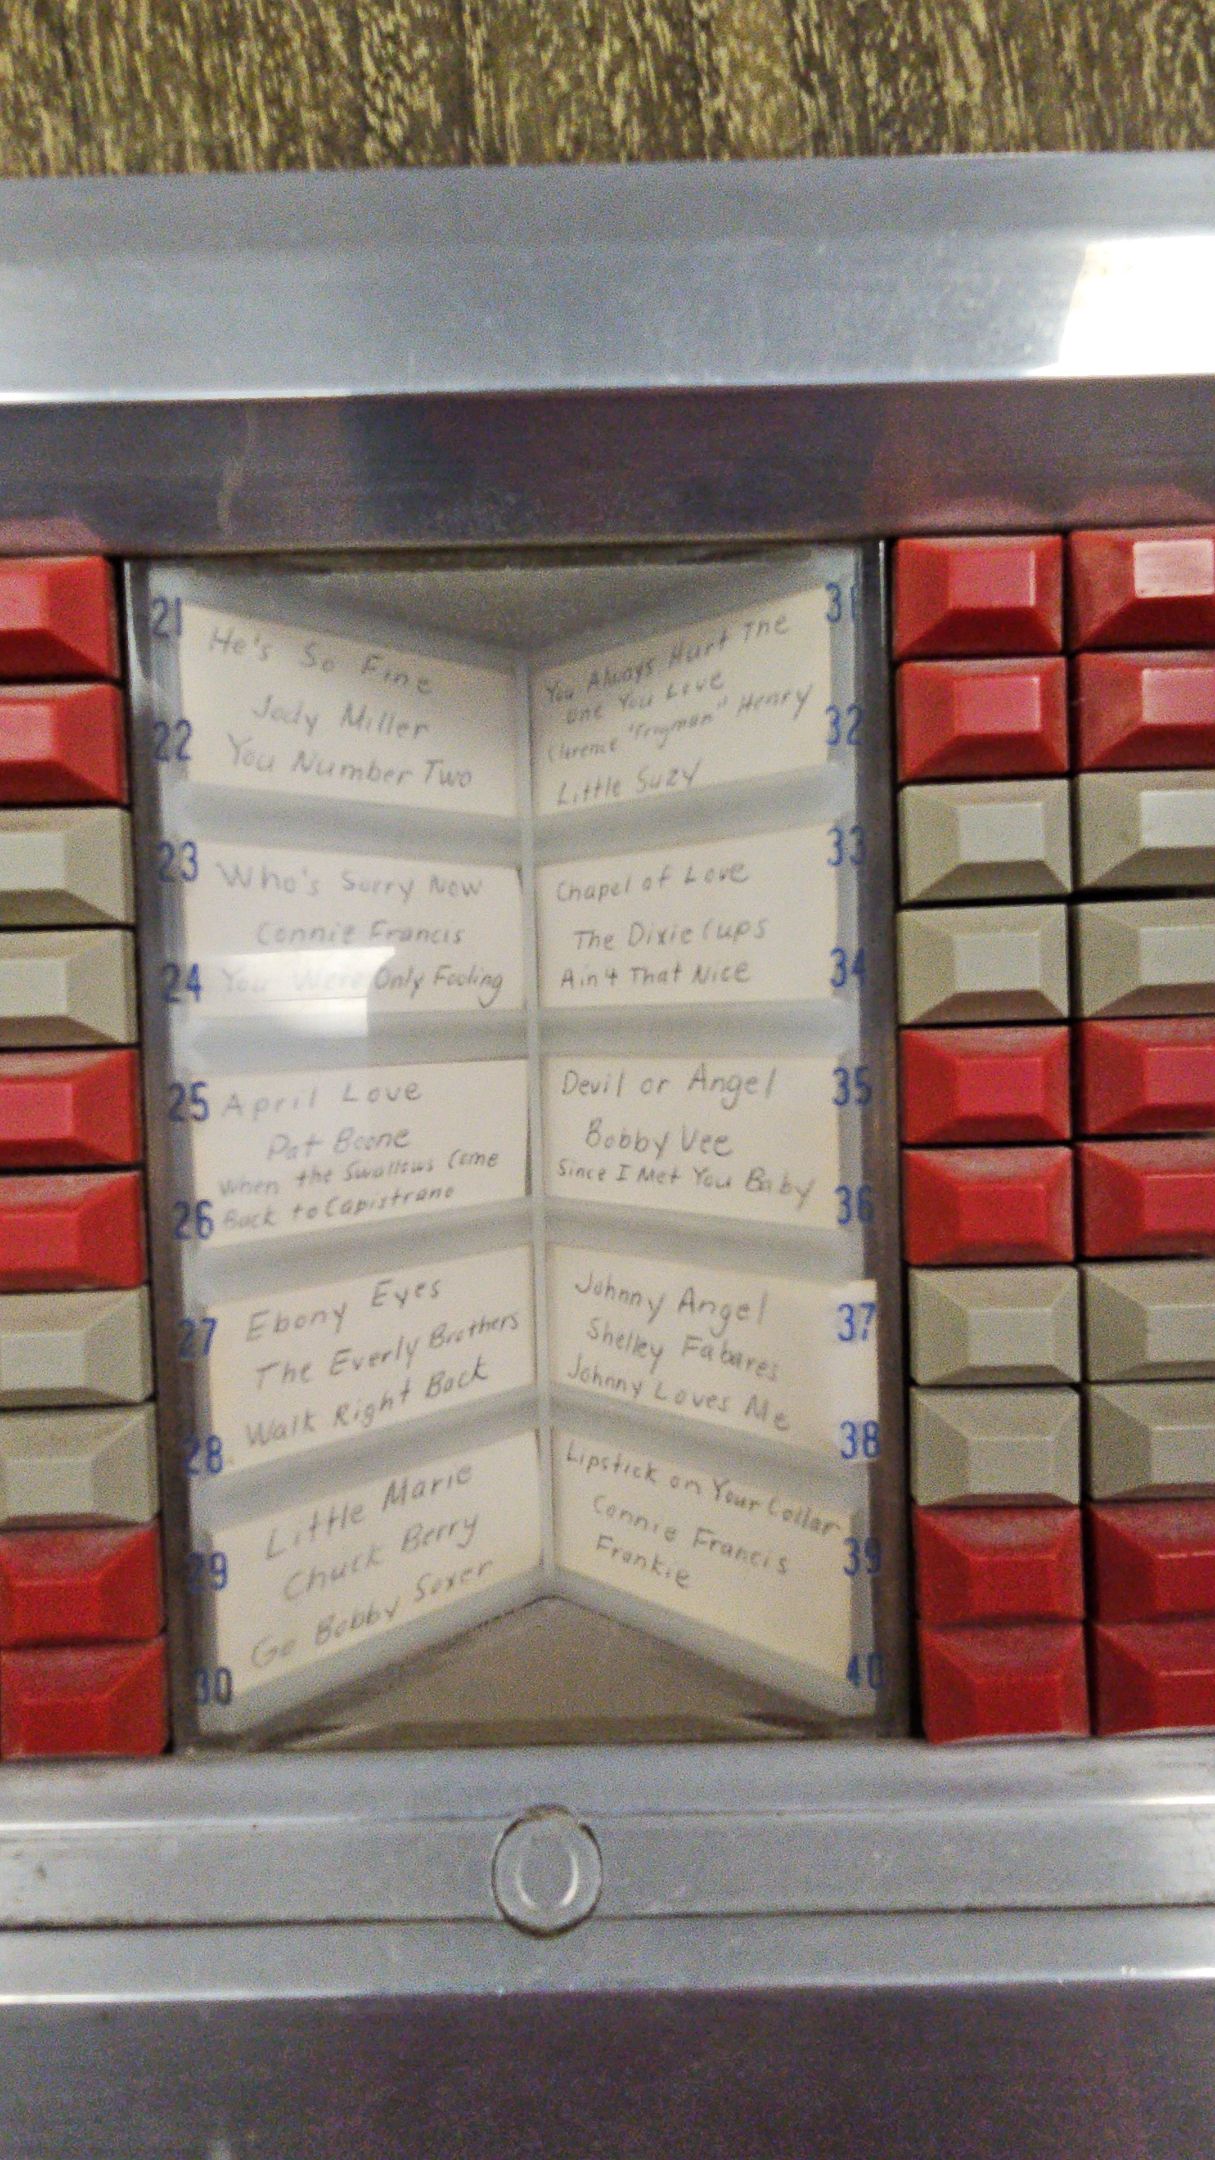 21
He's So Fine
Jody Miller
22
You Number Two
23
Who's Sorry Now
Connie Francis
24
You Were Only Fooling
25
April Love
Pat Boone
When the Swallows Come
Back to Capistrano
26
27
Ebony Eyes
The Everly Brothers
Walk Right Back
28
Little Marie
Chuck Berry
29
Go Bobby Soxer
30
31
You Always Hurt The
One You Love
Clarence "Frogman" Henry
32
Little Suzy
33
Chapel of Love
The Dixie Cups
34
Ain't That Nice
35
Devil or Angel
Bobby Vee
Since I Met You Baby
36
Johnny Angel
37
Shelley Fabares
Johnny Loves Me
38
Lipstick on Your Collar
Connie Francis
39
Frankie
40